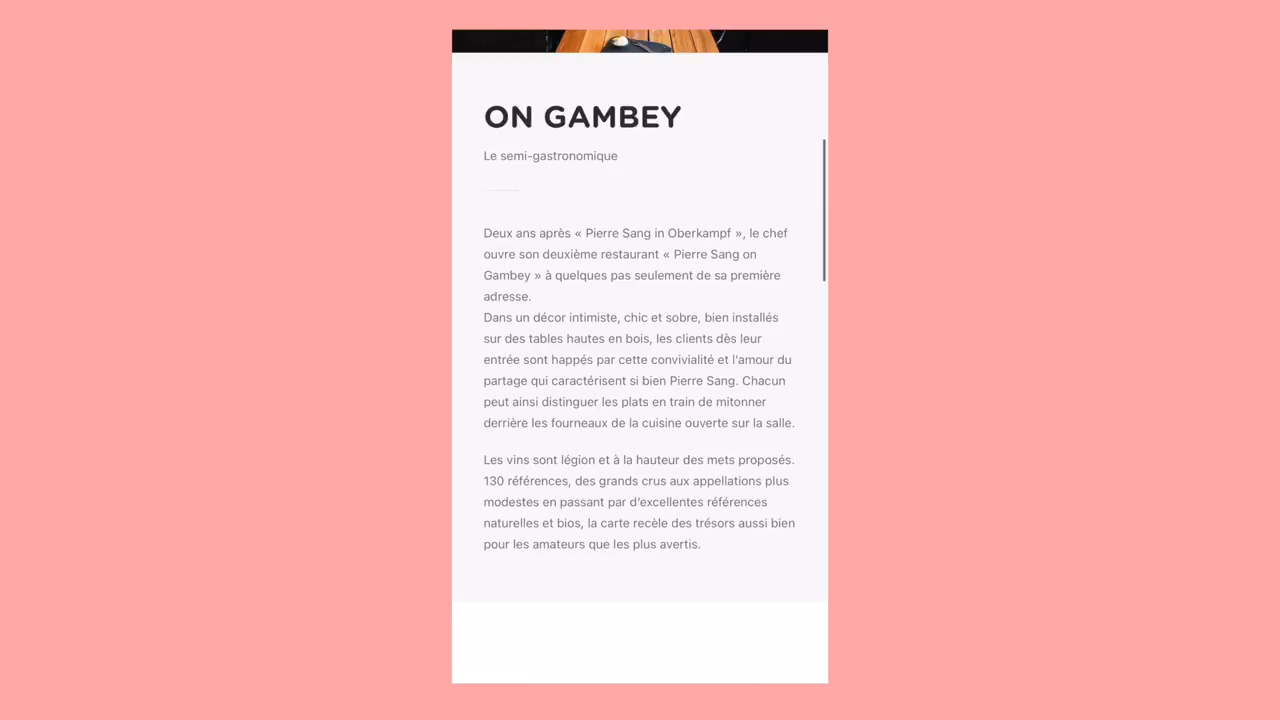 ON GAMBEY
Le semi-gastronomique
Deux ans après « Pierre Sang in Oberkampf », le chef
ouvre son deuxième restaurant « Pierre Sang on
Gambey » à quelques pas seulement de sa première
adresse.
Dans un décor intimiste, chic et sobre, bien installés
sur des tables hautes en bois, les clients dès leur
entrée sont happés par cette convivialité et l'amour du
partage qui caractérisent si bien Pierre Sang. Chacun
peut ainsi distinguer les plats en train de mitonner
derrière les fourneaux de la cuisine ouverte sur la salle.
Les vins sont légion et à la hauteur des mets proposés.
130 références, des grands crus aux appellations plus
modestes en passant par d'excellentes références
naturelles et bios, la carte recèle des trésors aussi bien
pour les amateurs que les plus avertis.